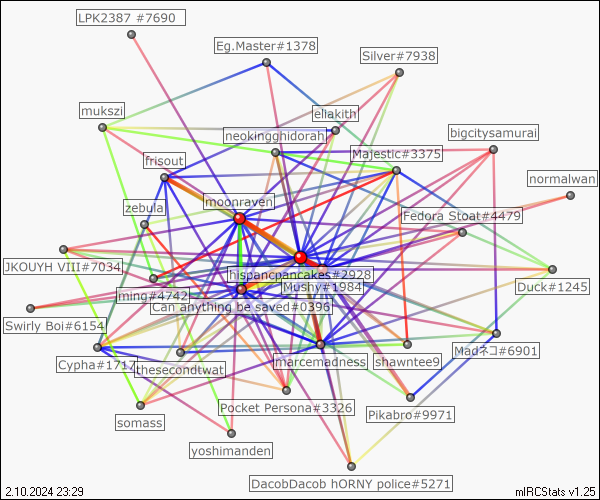 LPK2387 #7690
Eg.Master#1378
Silver#7938
mukszi
eliakith
neokingghidorah
bigcitysamurai
frisout
Majestic#3375
normalwan
zebula
moonraven
Fedora Stoat#4479
JKOUYH VIII#7034
hispancpancakes#2928
ming#4742
Mushy#1984
Duck#1245
Can anything be saved#0396
Swirly Boi#6154
Cypha#1717
thesecondtwat
marcemadness
shawntee9
Madネコ#6901
somass
Pocket Persona#3326
Pikabro#9971
yoshimanden
DacobDacob hORNY police#5271
2.10.2024 23:29
mIRCStats v1.25